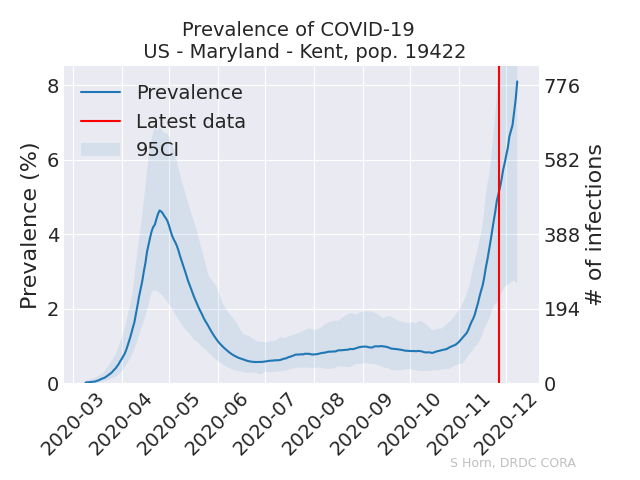 Prevalence of COVID-19
US - Maryland - Kent, pop. 19422
Prevalence
Latest data
95CI
Prevalence (%)
8
6
4
2
0
776
582
388
194
0
# of infections
2020-03
2020-04
2020-05
2020-06
2020-07
2020-08
2020-09
2020-10
2020-11
2020-12
S Horn, DRDC CORA